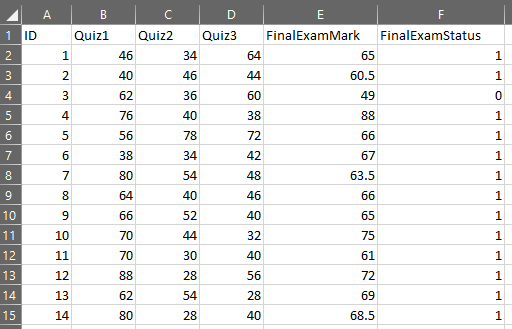 A B C D E F
1 ID Quiz1 Quiz2 Quiz3 FinalExamMark FinalExamStatus
2 1 46 34 64 65 1
3 2 40 46 44 60.5 1
4 3 62 36 60 49 0
5 4 76 40 38 88 1
6 5 56 78 72 66 1
7 6 38 34 42 67 1
8 7 80 54 48 63.5 1
9 8 64 40 46 66 1
10 9 66 52 40 65 1
11 10 70 44 32 75 1
12 11 70 30 40 61 1
13 12 88 28 56 72 1
14 13 62 54 28 69 1
15 14 80 28 40 68.5 1